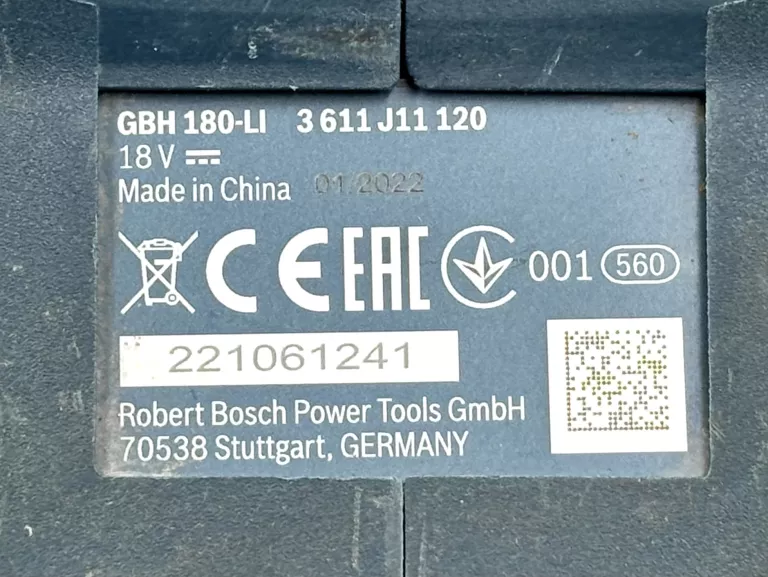 GBH 180-LI 3 611 J11 120
18 V
Made in China 01/2022
CE EAC 001 560
221061241
Robert Bosch Power Tools GmbH
70538 Stuttgart, GERMANY